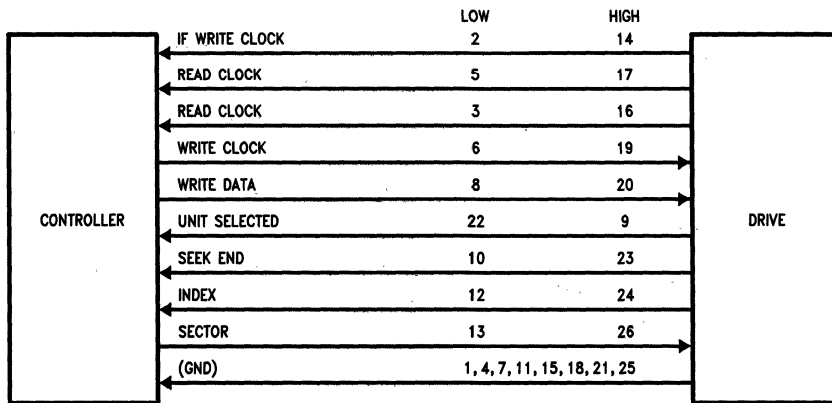 LOW HIGH
IF WRITE CLOCK 2 14
READ CLOCK 5 17
READ CLOCK 3 16
WRITE CLOCK 6 19
WRITE DATA 8 20
CONTROLLER UNIT SELECTED 22 9 DRIVE
SEEK END 10 23
INDEX 12 24
SECTOR 13 26
(GND) 1, 4, 7, 11, 15, 18, 21, 25